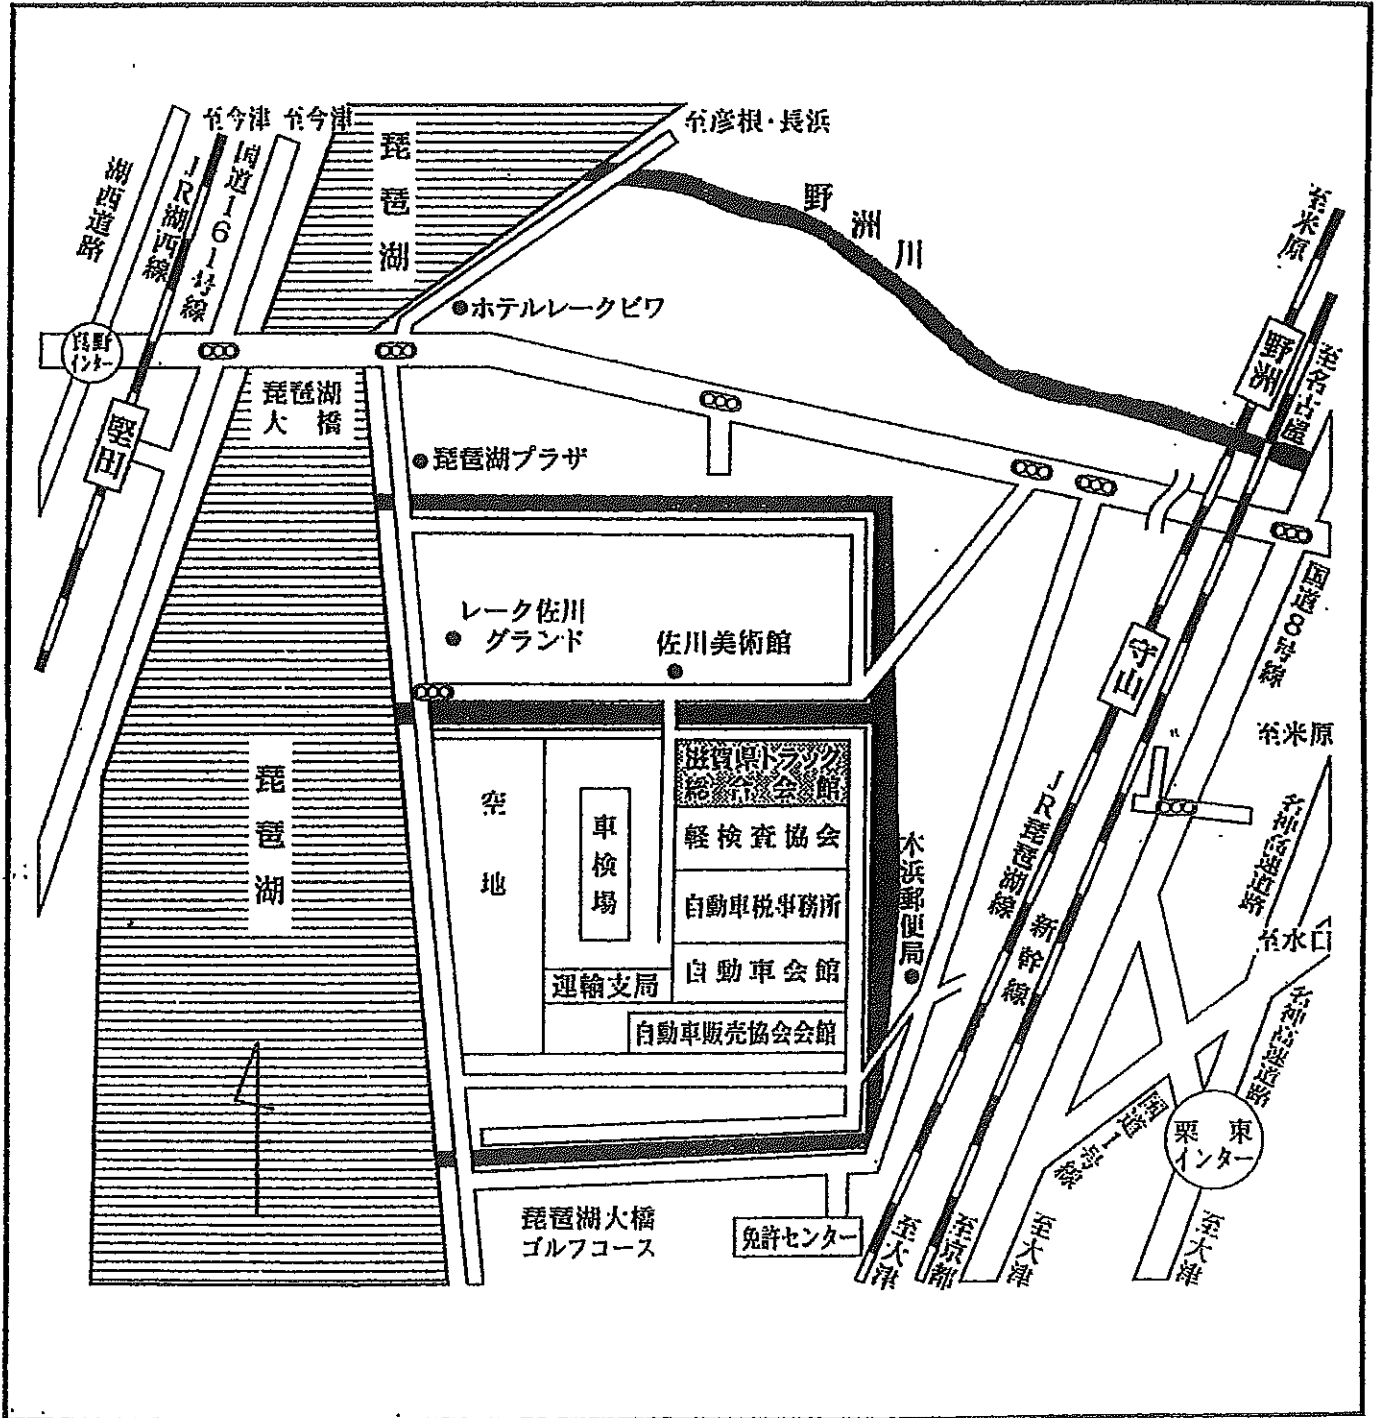 至今津
至今津
至彦根・長浜
琵琶湖
湖西道路
JR湖西線
国道161号線
野洲川
至米原
ホテルレークビワ
真野
インター
野洲
至名古屋
琵琶湖
大橋
堅田
琵琶湖プラザ
国道8号線
レーク佐川
グランド
佐川美術館
守山
至米原
琵琶湖
空地
車検場
滋賀県トラック
総合会館
軽検査協会
自動車税事務所
自動車会館
運輸支局
自動車販売協会会館
木浜郵便局
JR琵琶湖線
新幹線
名神高速道路
至水口
名神高速道路
国道1号線
栗東
インター
琵琶湖大橋
ゴルフコース
免許センター
至大津
至京都
至大津
至大津